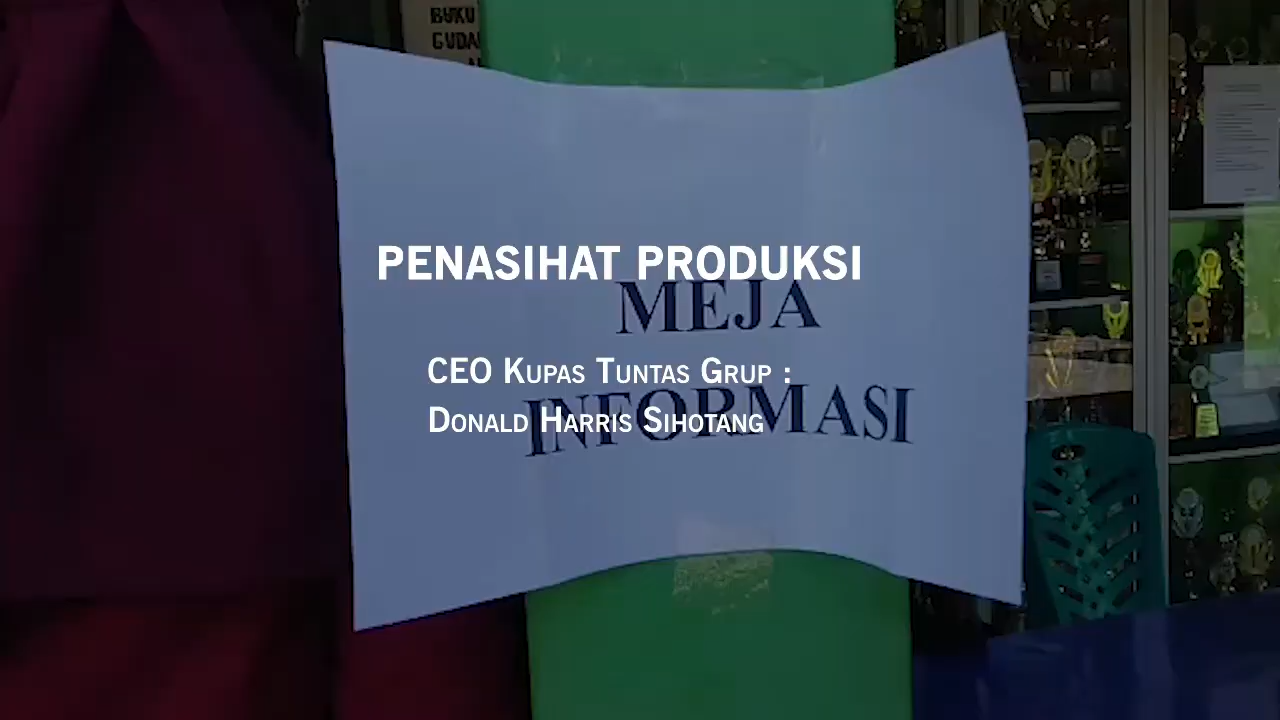 BUKU
GUDA
PENASIHAT PRODUKSI
MEJA
CEO Kupas Tuntas Grup :
INFORMASI
Donald Harris Sihotang